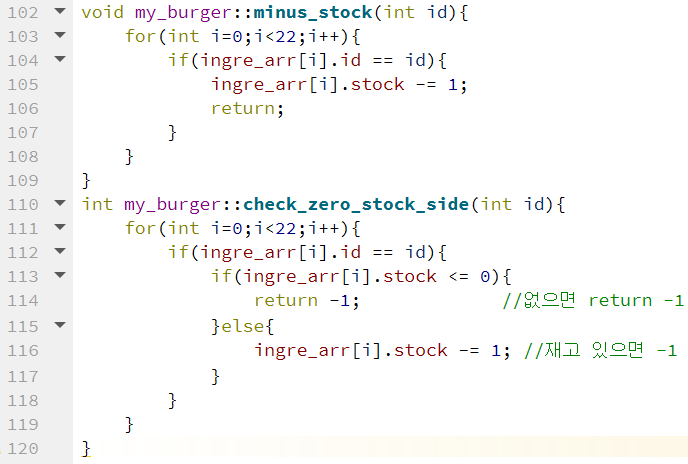 102 void my_burger::minus_stock(int id){
103 for(int i=0;i<22;i++){
104 if(ingre_arr[i].id == id){
105 ingre_arr[i].stock -= 1;
106 return;
107 }
108 }
109 }
110 int my_burger::check_zero_stock_side(int id){
111 for(int i=0;i<22;i++){
112 if(ingre_arr[i].id == id){
113 if(ingre_arr[i].stock <= 0){
114 return -1; //없으면 return -1
115 }else{
116 ingre_arr[i].stock -= 1; //재고 있으면 -1
117 }
118 }
119 }
120 }